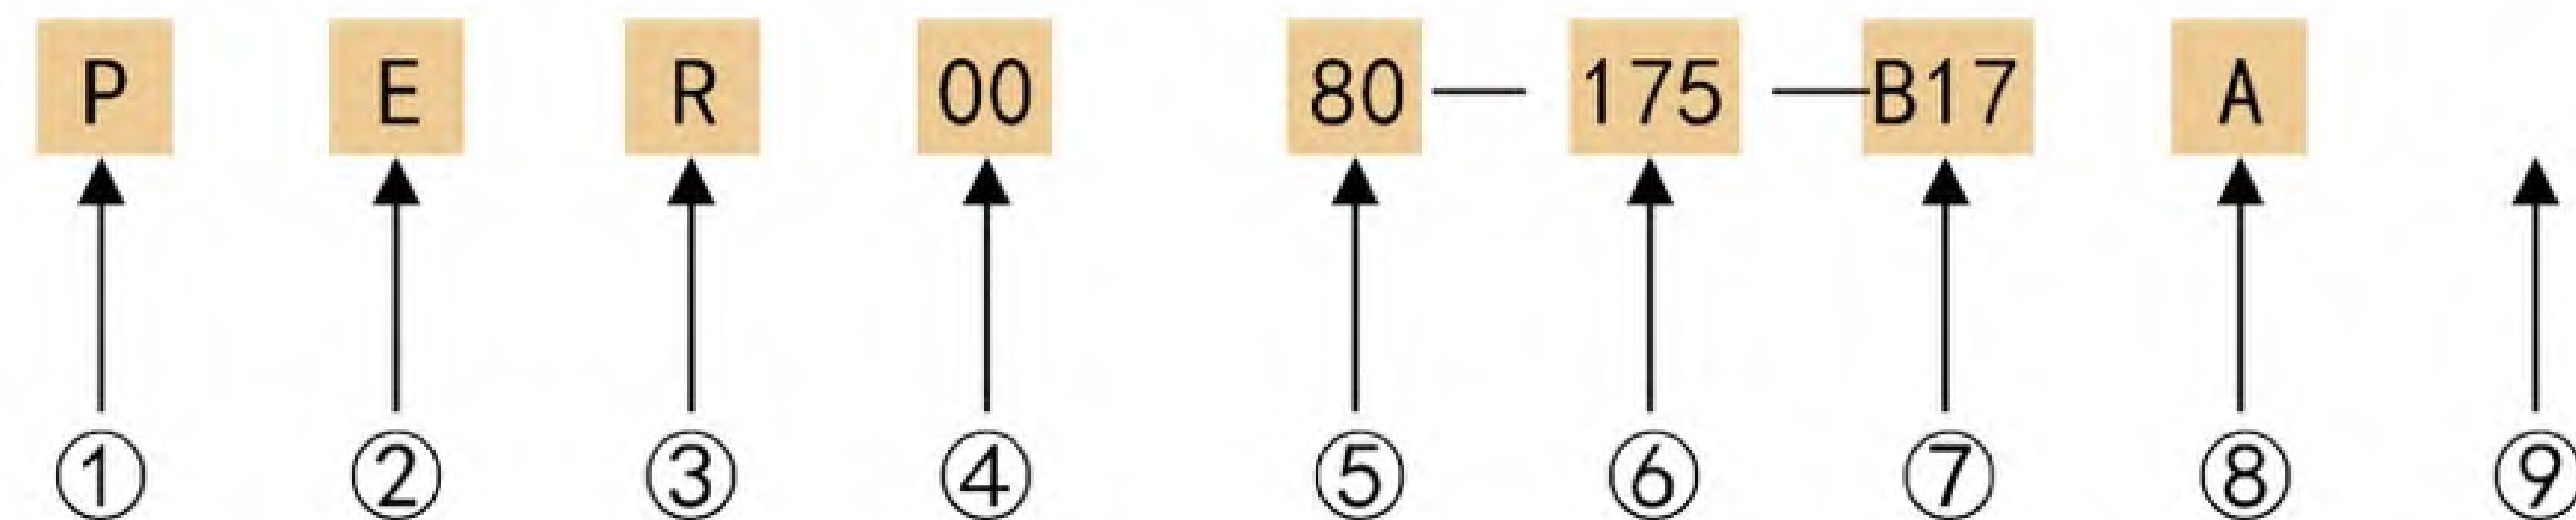 P E R 00 80 — 175 — B17 A
① ② ③ ④ ⑤ ⑥ ⑦ ⑧ ⑨